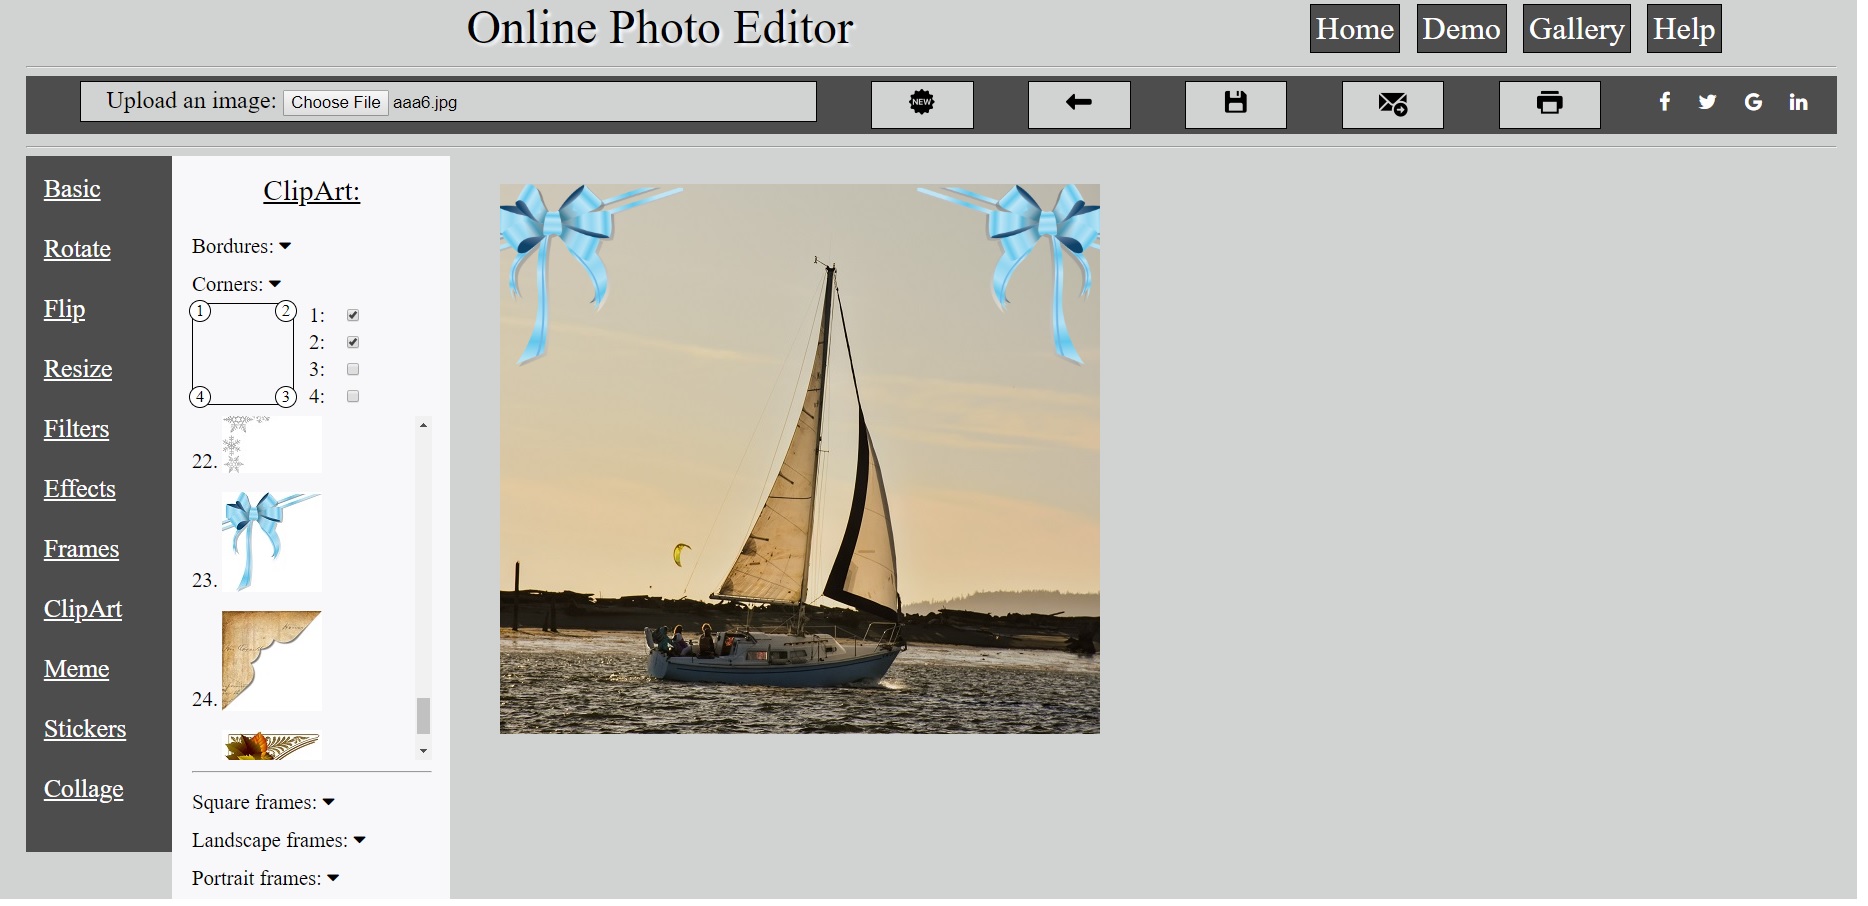 Online Photo Editor
Home Demo Gallery Help
Upload an image: Choose File aaa6.jpg
NEW
Basic
Rotate
Flip
Resize
Filters
Effects
Frames
ClipArt
Meme
Stickers
Collage
ClipArt:
Bordures:
Corners:
1 2
4 3
1:
2:
3:
4:
22.
23.
24.
Square frames:
Landscape frames:
Portrait frames: